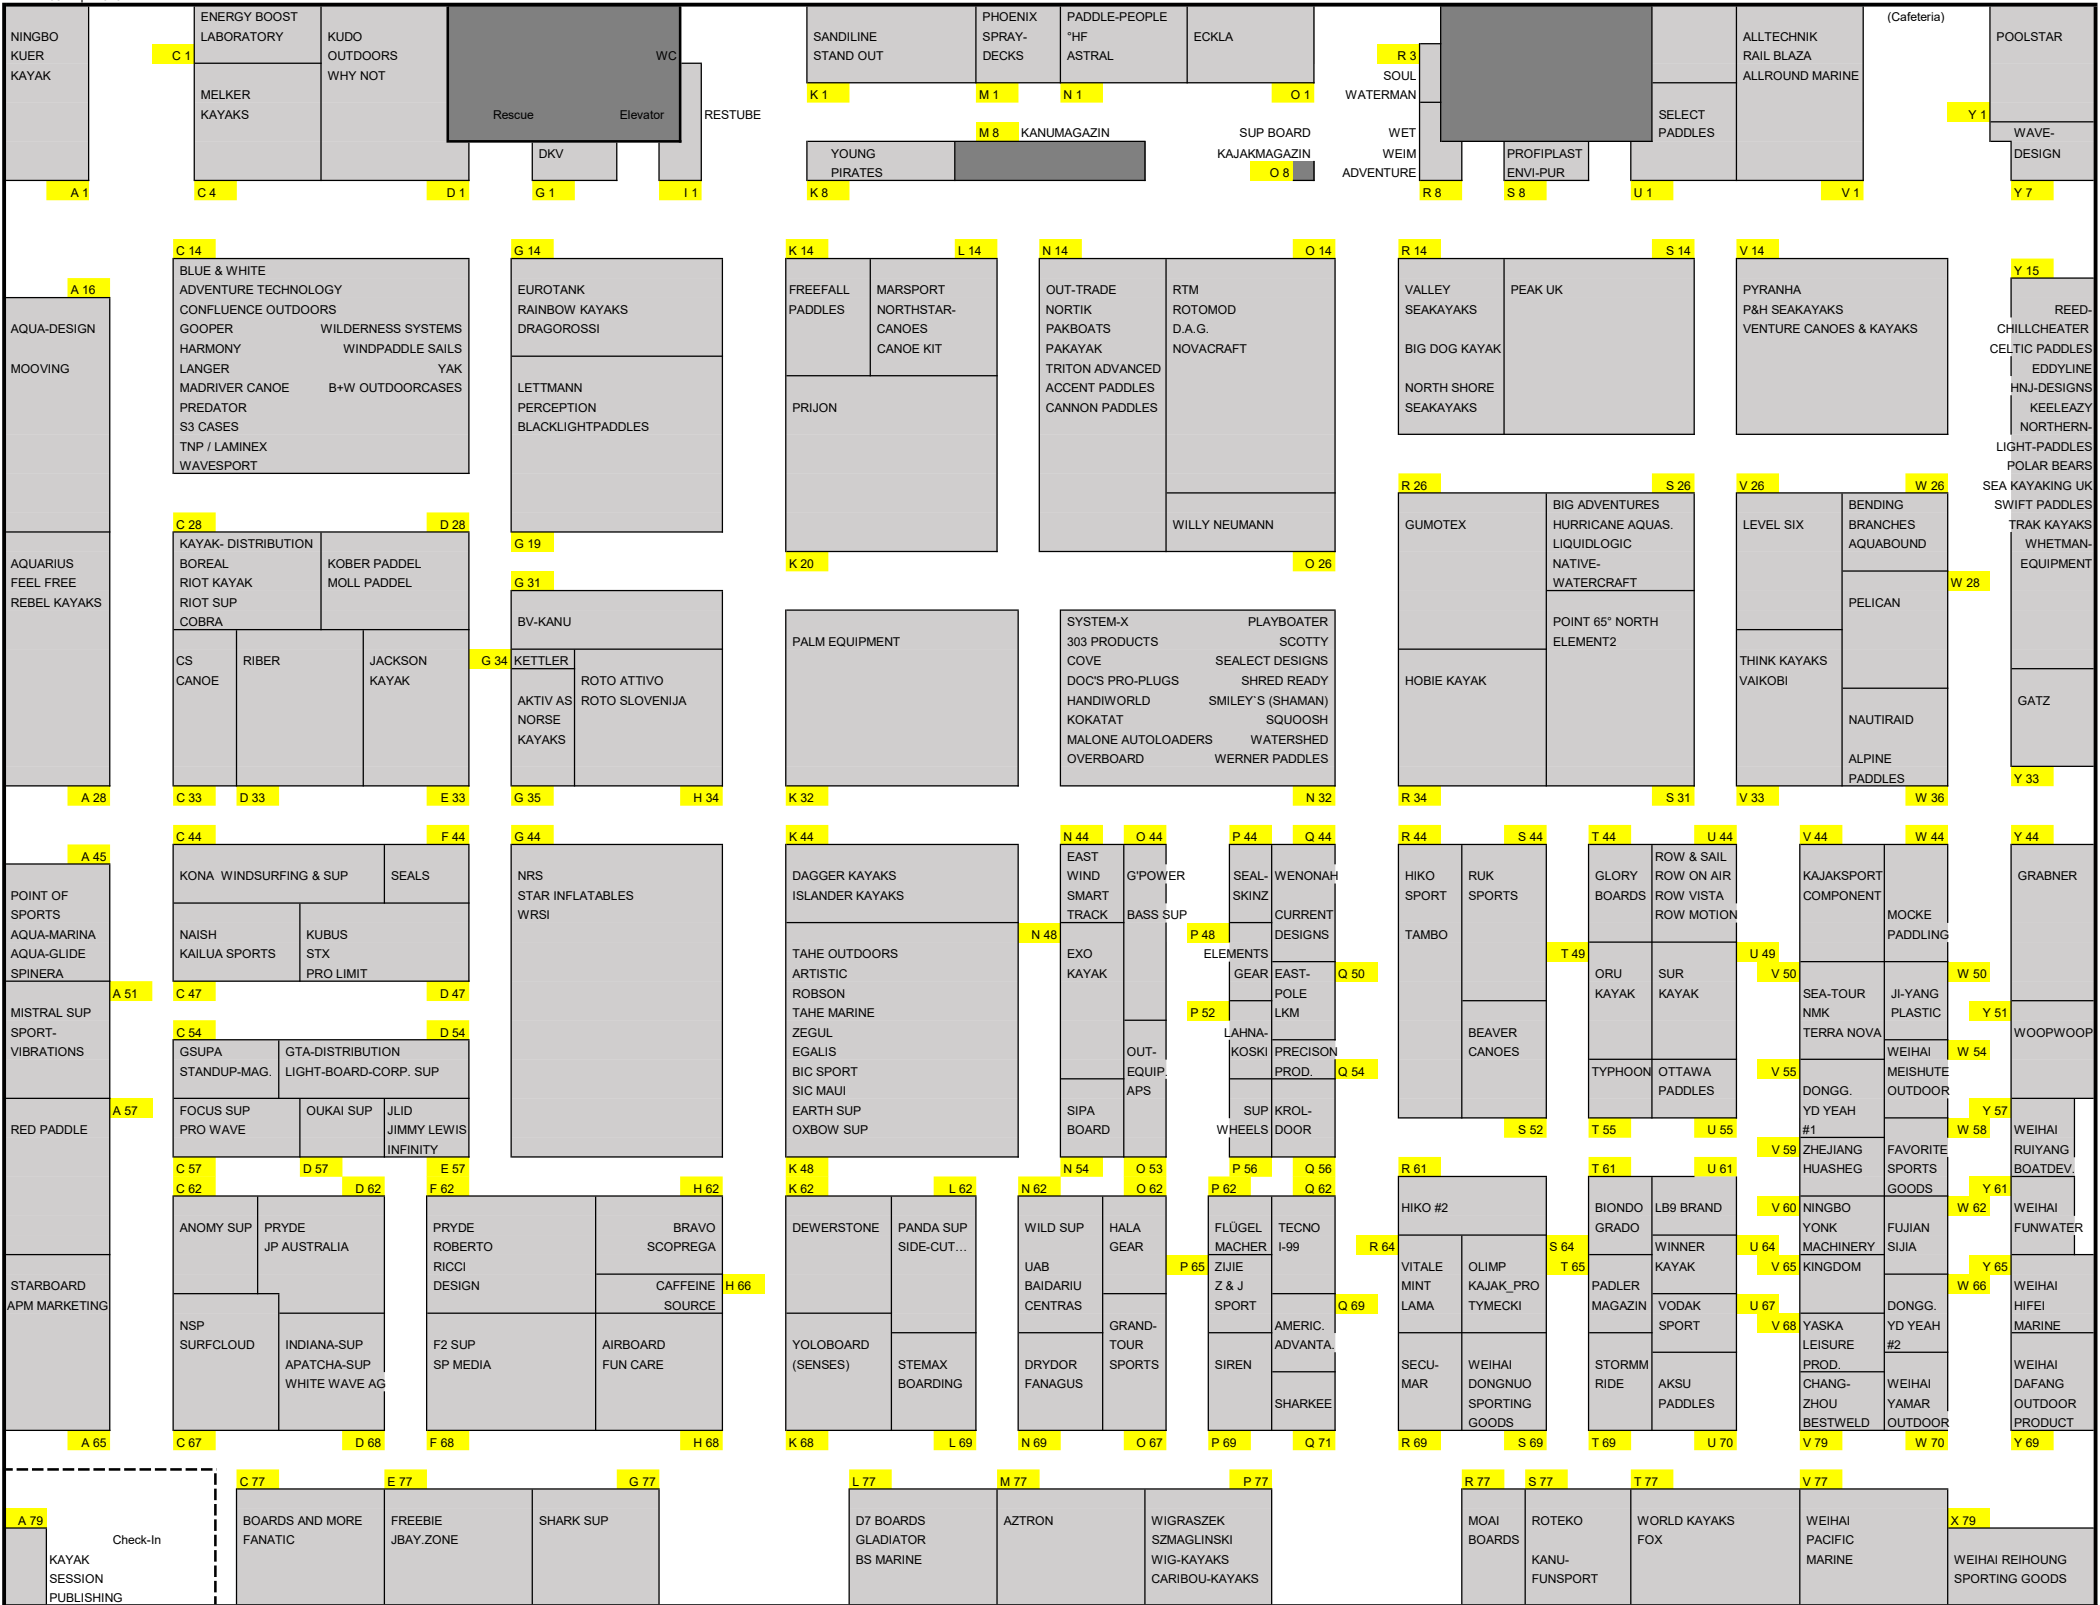 NINGBO
KUER
KAYAK
A 1
C 1
ENERGY BOOST
LABORATORY
MELKER
KAYAKS
C 4
KUDO
OUTDOORS
WHY NOT
D 1
WC
Rescue
Elevator
RESTUBE
DKV
G 1
I 1
SANDILINE
STAND OUT
K 1
PHOENIX
SPRAY-
DECKS
M 1
PADDLE-PEOPLE
°HF
ASTRAL
N 1
ECKLA
O 1
M 8
KANUMAGAZIN
YOUNG
PIRATES
K 8
SUP BOARD
KAJAKMAGAZIN
O 8
R 3
SOUL
WATERMAN
WET
WEIM
ADVENTURE
R 8
PROFIPLAST
ENVI-PUR
S 8
SELECT
PADDLES
U 1
ALLTECHNIK
RAIL BLAZA
ALLROUND MARINE
V 1
(Cafeteria)
POOLSTAR
Y 1
WAVE-
DESIGN
Y 7
A 16
AQUA-DESIGN
MOOVING
AQUARIUS
FEEL FREE
REBEL KAYAKS
A 28
C 14
BLUE & WHITE
ADVENTURE TECHNOLOGY
CONFLUENCE OUTDOORS
GOOPER WILDERNESS SYSTEMS
HARMONY WINDPADDLE SAILS
LANGER YAK
MADRIVER CANOE B+W OUTDOORCASES
PREDATOR
S3 CASES
TNP / LAMINEX
WAVESPORT
G 14
EUROTANK
RAINBOW KAYAKS
DRAGOROSSI
LETTMANN
PERCEPTION
BLACKLIGHTPADDLES
G 19
K 14
L 14
FREEFALL
PADDLES
MARSPORT
NORTHSTAR-
CANOES
CANOE KIT
PRIJON
K 20
N 14
O 14
OUT-TRADE
NORTIK
PAKBOATS
PAKAYAK
TRITON ADVANCED
ACCENT PADDLES
CANNON PADDLES
RTM
ROTOMOD
D.A.G.
NOVACRAFT
WILLY NEUMANN
O 26
R 14
S 14
VALLEY
SEAKAYAKS
BIG DOG KAYAK
NORTH SHORE
SEAKAYAKS
PEAK UK
V 14
PYRANHA
P&H SEAKAYAKS
VENTURE CANOES & KAYAKS
Y 15
REED-
CHILLCHEATER
CELTIC PADDLES
EDDYLINE
HNJ-DESIGNS
KEELEAZY
NORTHERN-
LIGHT-PADDLES
POLAR BEARS
SEA KAYAKING UK
SWIFT PADDLES
TRAK KAYAKS
WHETMAN-
EQUIPMENT
GATZ
Y 33
C 28
D 28
KAYAK- DISTRIBUTION
BOREAL
RIOT KAYAK
RIOT SUP
COBRA
KOBER PADDEL
MOLL PADDEL
CS
CANOE
RIBER
JACKSON
KAYAK
C 33
D 33
E 33
G 31
BV-KANU
G 34
KETTLER
AKTIV AS
NORSE
KAYAKS
ROTO ATTIVO
ROTO SLOVENIJA
G 35
H 34
PALM EQUIPMENT
K 32
SYSTEM-X PLAYBOATER
303 PRODUCTS SCOTTY
COVE SEALECT DESIGNS
DOC'S PRO-PLUGS SHRED READY
HANDIWORLD SMILEY`S (SHAMAN)
KOKATAT SQUOOSH
MALONE AUTOLOADERS WATERSHED
OVERBOARD WERNER PADDLES
N 32
R 26
S 26
GUMOTEX
BIG ADVENTURES
HURRICANE AQUAS.
LIQUIDLOGIC
NATIVE-
WATERCRAFT
POINT 65° NORTH
ELEMENT2
HOBIE KAYAK
R 34
S 31
V 26
W 26
LEVEL SIX
BENDING
BRANCHES
AQUABOUND
W 28
PELICAN
THINK KAYAKS
VAIKOBI
NAUTIRAID
ALPINE
PADDLES
V 33
W 36
A 45
POINT OF
SPORTS
AQUA-MARINA
AQUA-GLIDE
SPINERA
A 51
MISTRAL SUP
SPORT-
VIBRATIONS
A 57
RED PADDLE
STARBOARD
APM MARKETING
A 65
C 44
F 44
KONA WINDSURFING & SUP
SEALS
NAISH
KAILUA SPORTS
KUBUS
STX
PRO LIMIT
C 47
D 47
C 54
D 54
GSUPA
STANDUP-MAG.
GTA-DISTRIBUTION
LIGHT-BOARD-CORP. SUP
FOCUS SUP
PRO WAVE
OUKAI SUP
JLID
JIMMY LEWIS
INFINITY
C 57
D 57
E 57
G 44
NRS
STAR INFLATABLES
WRSI
K 44
DAGGER KAYAKS
ISLANDER KAYAKS
TAHE OUTDOORS
ARTISTIC
ROBSON
TAHE MARINE
ZEGUL
EGALIS
BIC SPORT
SIC MAUI
EARTH SUP
OXBOW SUP
K 48
N 44
O 44
EAST
WIND
SMART
TRACK
G'POWER
BASS SUP
N 48
EXO
KAYAK
OUT-
EQUIP.
APS
SIPA
BOARD
N 54
O 53
P 44
Q 44
SEAL-
SKINZ
WENONAH
CURRENT
DESIGNS
P 48
ELEMENTS
GEAR
EAST-
POLE
LKM
Q 50
P 52
LAHNA-
KOSKI
PRECISON
PROD.
Q 54
SUP
WHEELS
KROL-
DOOR
P 56
Q 56
R 44
S 44
HIKO
SPORT
TAMBO
RUK
SPORTS
BEAVER
CANOES
S 52
T 44
U 44
GLORY
BOARDS
ROW & SAIL
ROW ON AIR
ROW VISTA
ROW MOTION
T 49
U 49
ORU
KAYAK
SUR
KAYAK
TYPHOON
OTTAWA
PADDLES
T 55
U 55
V 44
W 44
KAJAKSPORT
COMPONENT
MOCKE
PADDLING
V 50
W 50
SEA-TOUR
NMK
TERRA NOVA
JI-YANG
PLASTIC
W 54
WEIHAI
MEISHUTE
OUTDOOR
V 55
DONGG.
YD YEAH
#1
W 58
V 59
ZHEJIANG
HUASHEG
FAVORITE
SPORTS
GOODS
V 60
NINGBO
YONK
MACHINERY
W 62
FUJIAN
SIJIA
V 65
KINGDOM
W 66
DONGG.
YD YEAH
#2
V 68
YASKA
LEISURE
PROD.
CHANG-
ZHOU
BESTWELD
WEIHAI
YAMAR
OUTDOOR
V 79
W 70
Y 44
GRABNER
Y 51
WOOPWOOP
Y 57
WEIHAI
RUIYANG
BOATDEV.
Y 61
WEIHAI
FUNWATER
Y 65
WEIHAI
HIFEI
MARINE
WEIHAI
DAFANG
OUTDOOR
PRODUCT
Y 69
C 62
D 62
ANOMY SUP
PRYDE
JP AUSTRALIA
NSP
SURFCLOUD
INDIANA-SUP
APATCHA-SUP
WHITE WAVE AG
C 67
D 68
F 62
H 62
PRYDE
ROBERTO
RICCI
DESIGN
BRAVO
SCOPREGA
CAFFEINE
SOURCE
H 66
F2 SUP
SP MEDIA
AIRBOARD
FUN CARE
F 68
H 68
K 62
L 62
DEWERSTONE
PANDA SUP
SIDE-CUT…
YOLOBOARD
(SENSES)
STEMAX
BOARDING
K 68
L 69
N 62
O 62
WILD SUP
UAB
BAIDARIU
CENTRAS
HALA
GEAR
GRAND-
TOUR
SPORTS
DRYDOR
FANAGUS
N 69
O 67
P 62
Q 62
FLÜGEL
MACHER
TECNO
I-99
P 65
ZIJIE
Z & J
SPORT
Q 69
AMERIC.
ADVANTA.
SIREN
SHARKEE
P 69
Q 71
R 61
HIKO #2
R 64
S 64
VITALE
MINT
LAMA
OLIMP
KAJAK_PRO
TYMECKI
SECU-
MAR
WEIHAI
DONGNUO
SPORTING
GOODS
R 69
S 69
T 61
U 61
BIONDO
GRADO
LB9 BRAND
T 65
U 64
WINNER
KAYAK
PADLER
MAGAZIN
U 67
VODAK
SPORT
STORMM
RIDE
AKSU
PADDLES
T 69
U 70
A 79
Check-In
KAYAK
SESSION
PUBLISHING
C 77
BOARDS AND MORE
FANATIC
E 77
FREEBIE
JBAY.ZONE
G 77
SHARK SUP
L 77
D7 BOARDS
GLADIATOR
BS MARINE
M 77
AZTRON
P 77
WIGRASZEK
SZMAGLINSKI
WIG-KAYAKS
CARIBOU-KAYAKS
R 77
MOAI
BOARDS
S 77
ROTEKO
KANU-
FUNSPORT
T 77
WORLD KAYAKS
FOX
V 77
WEIHAI
PACIFIC
MARINE
X 79
WEIHAI REIHOUNG
SPORTING GOODS